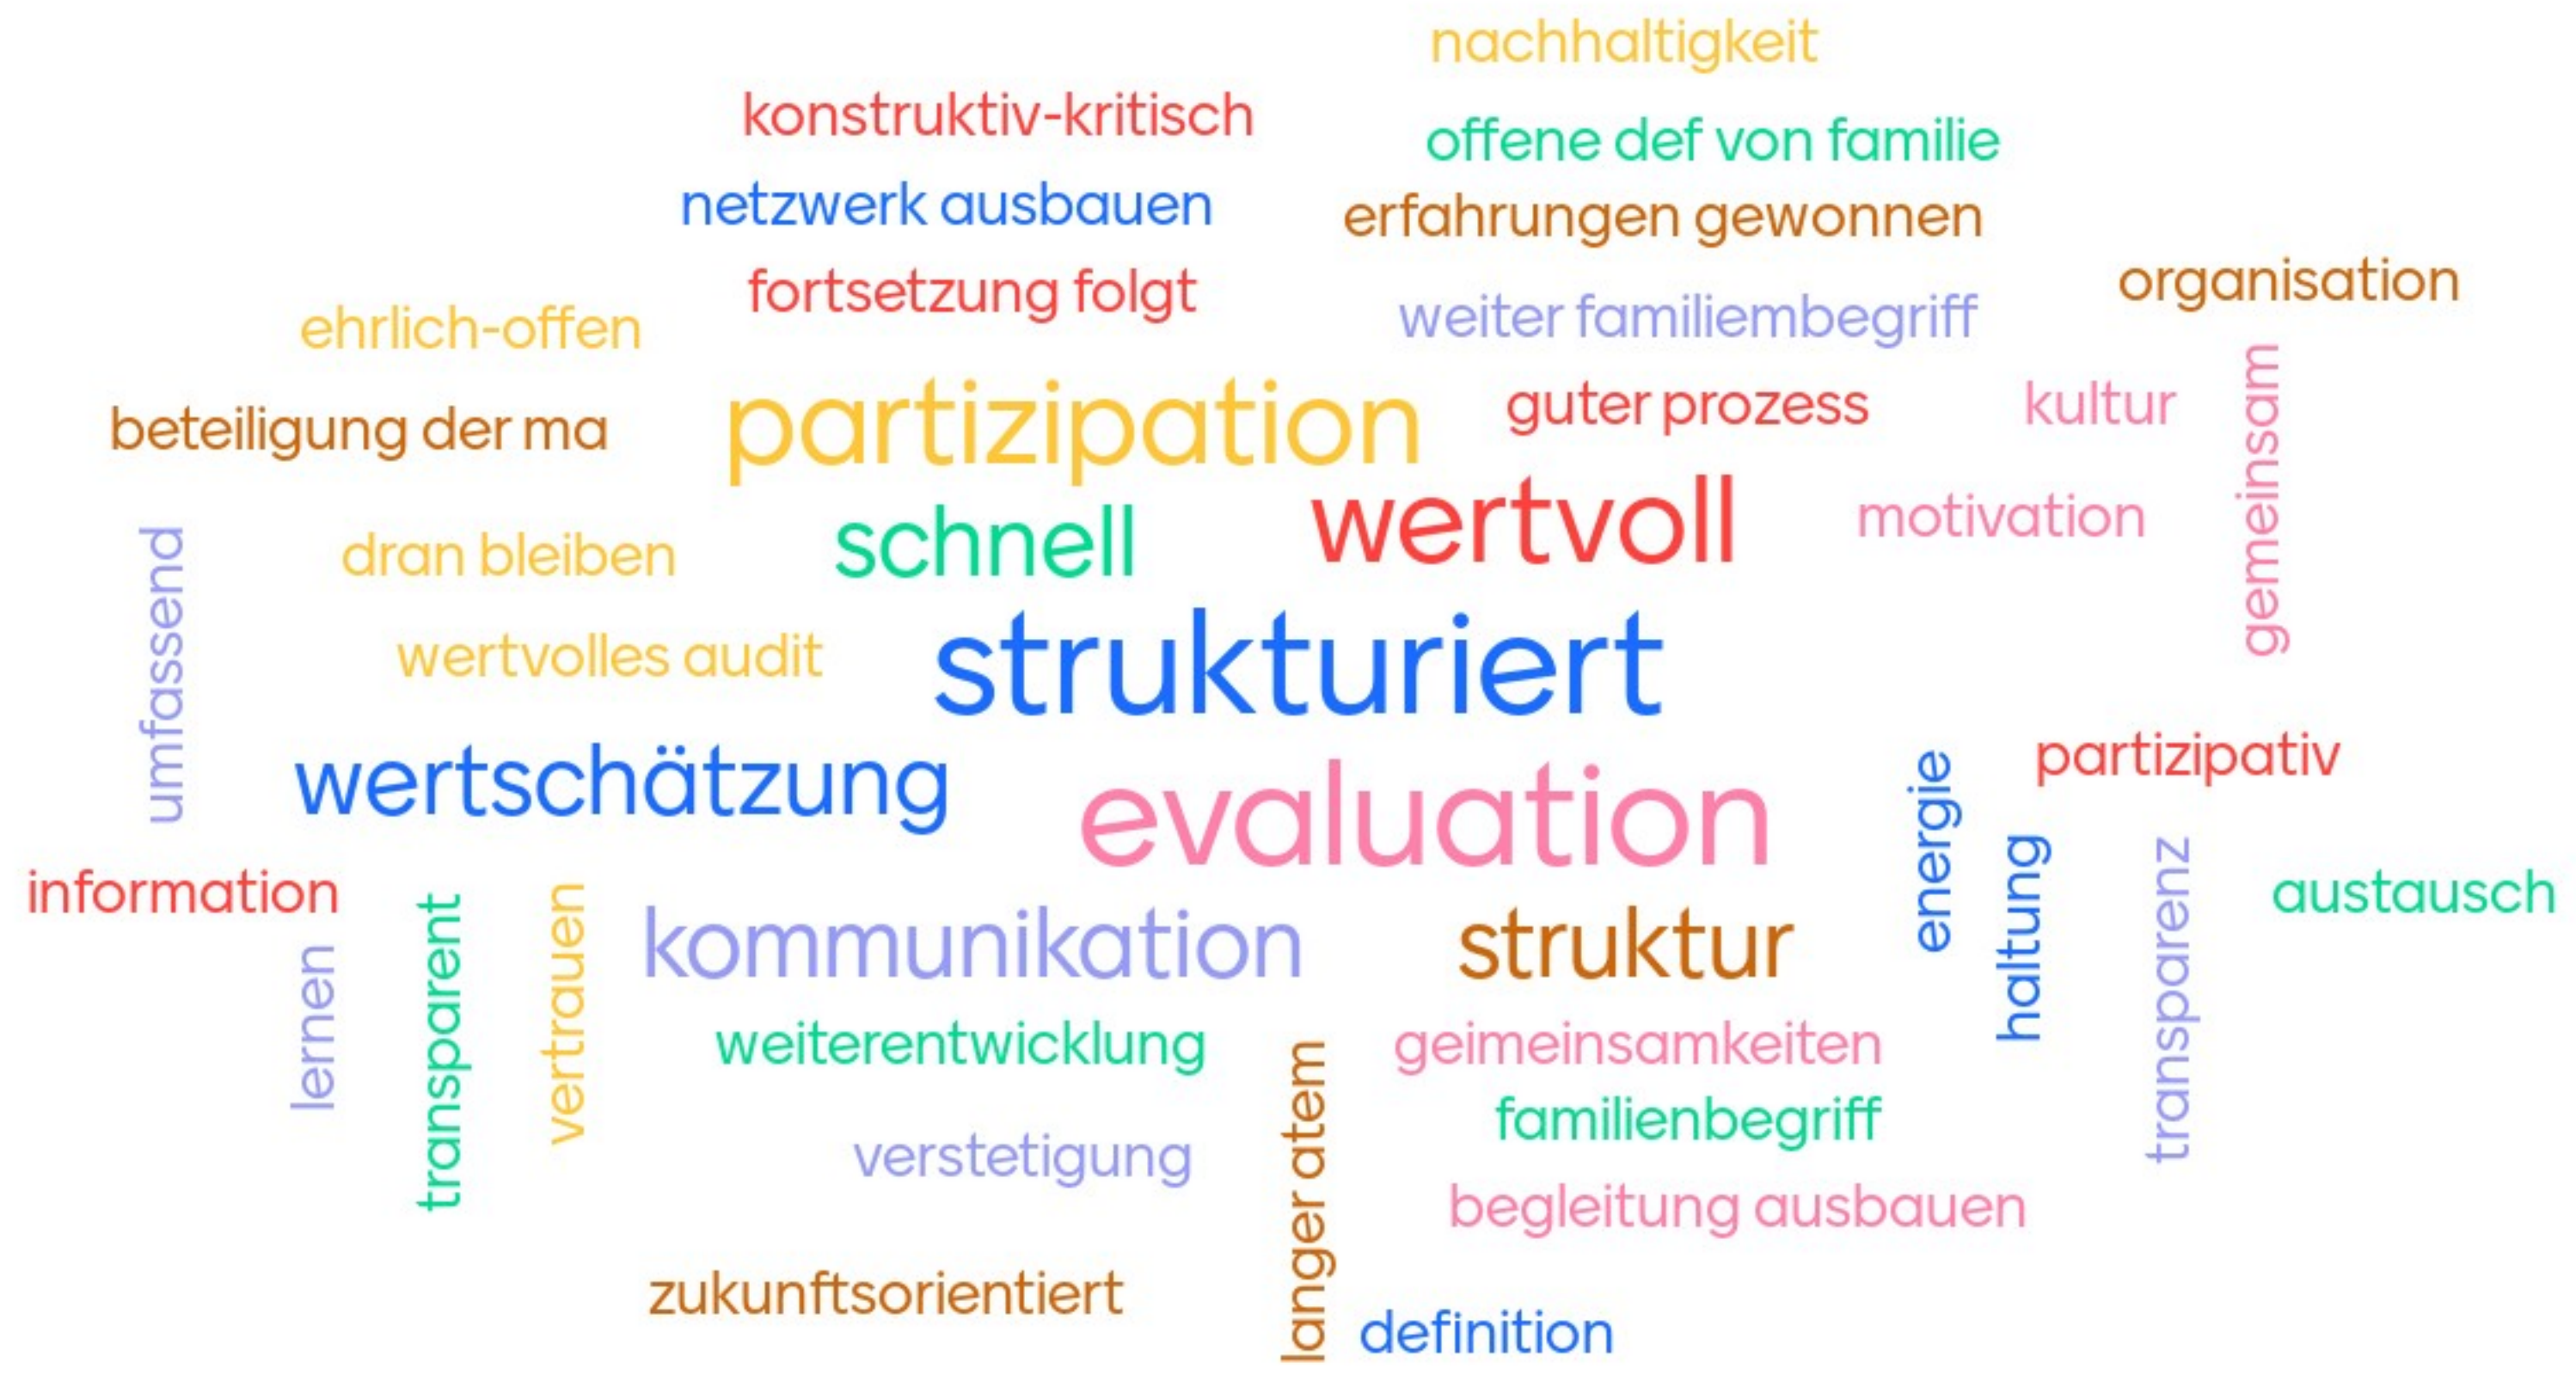 nachhaltigkeit
konstruktiv-kritisch
offene def von familie
netzwerk ausbauen
erfahrungen gewonnen
organisation
fortsetzung folgt
weiter familiembegriff
ehrlich-offen
gemeinsam
beteiligung der ma
partizipation
guter prozess
kultur
schnell
wertvoll
motivation
umfassend
dran bleiben
wertvolles audit
strukturiert
wertschätzung
evaluation
energie
partizipativ
information
haltung
transparenz
austausch
lernen
transparent
vertrauen
kommunikation
struktur
weiterentwicklung
geimeinsamkeiten
langer atem
familienbegriff
verstetigung
begleitung ausbauen
zukunftsorientiert
definition